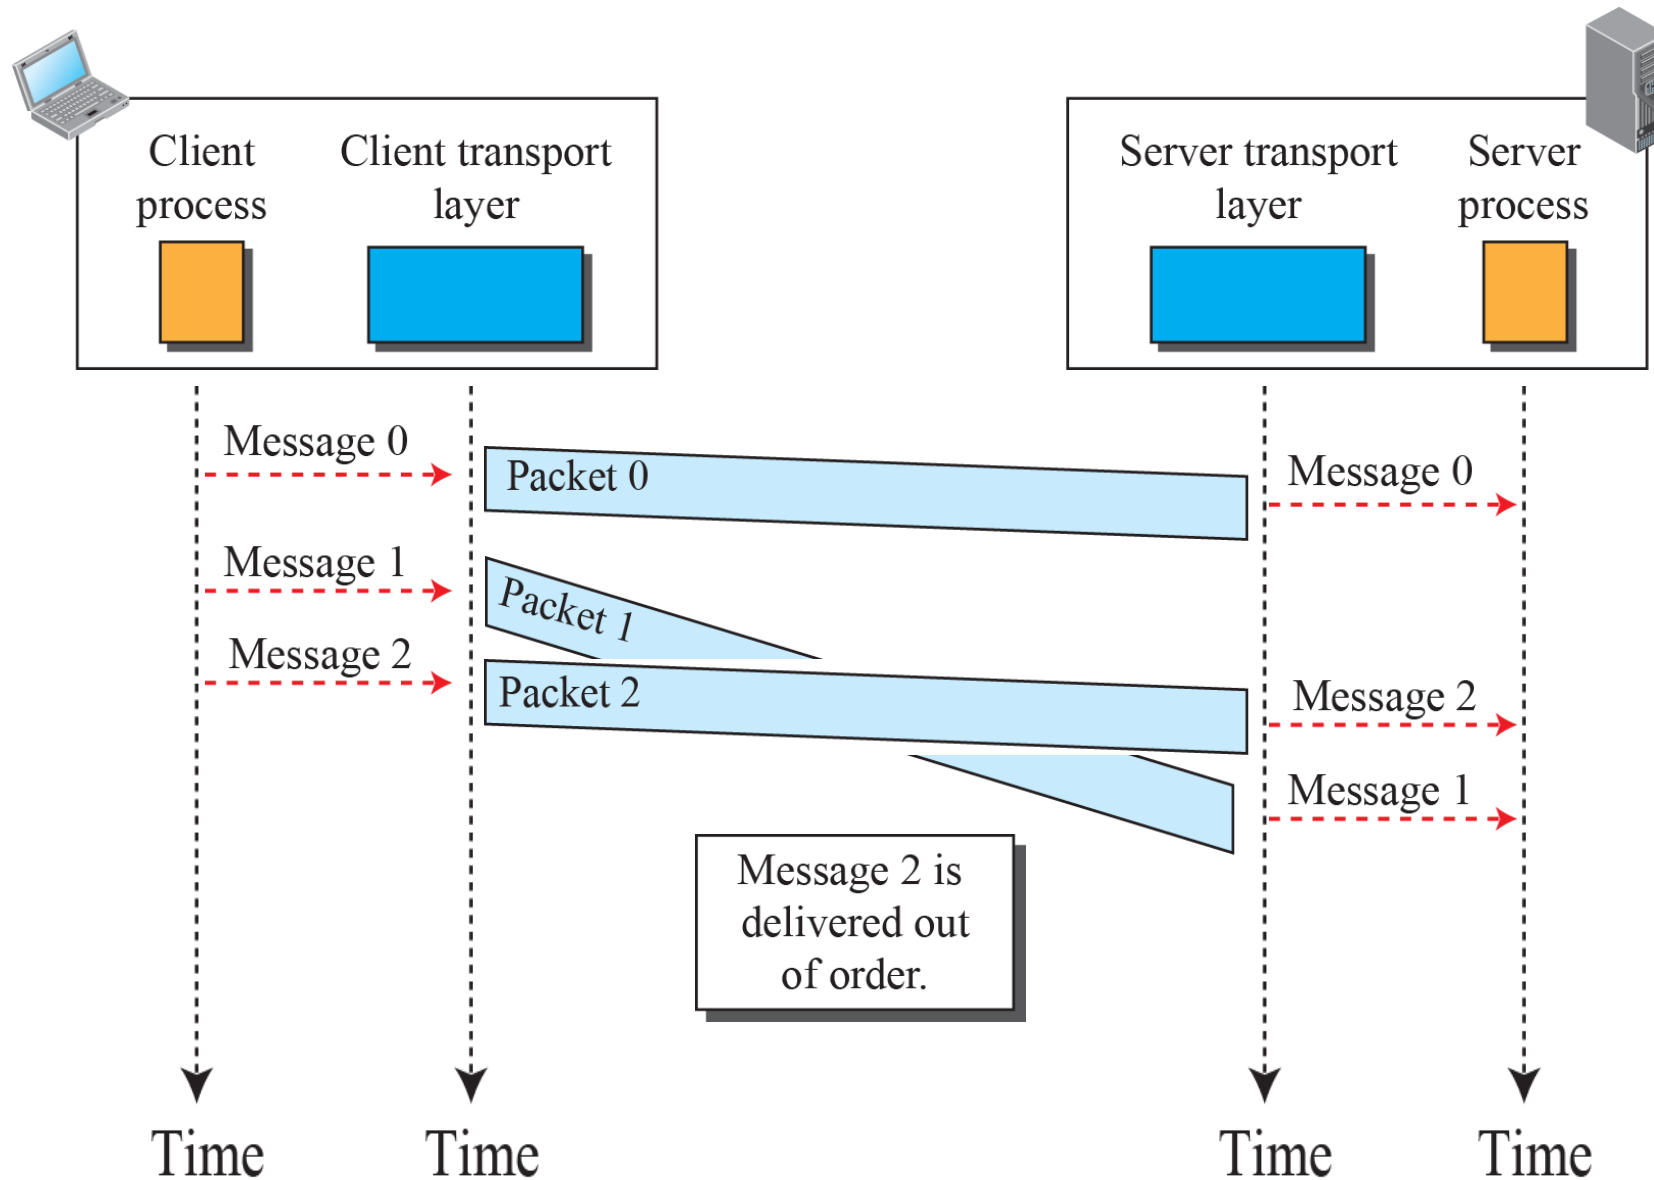 Client
process
Client transport
layer
Server transport
layer
Server
process
Message 0
Packet 0
Message 0
Message 1
Packet 1
Message 2
Packet 2
Message 2
Message 1
Message 2 is
delivered out
of order.
Time
Time
Time
Time